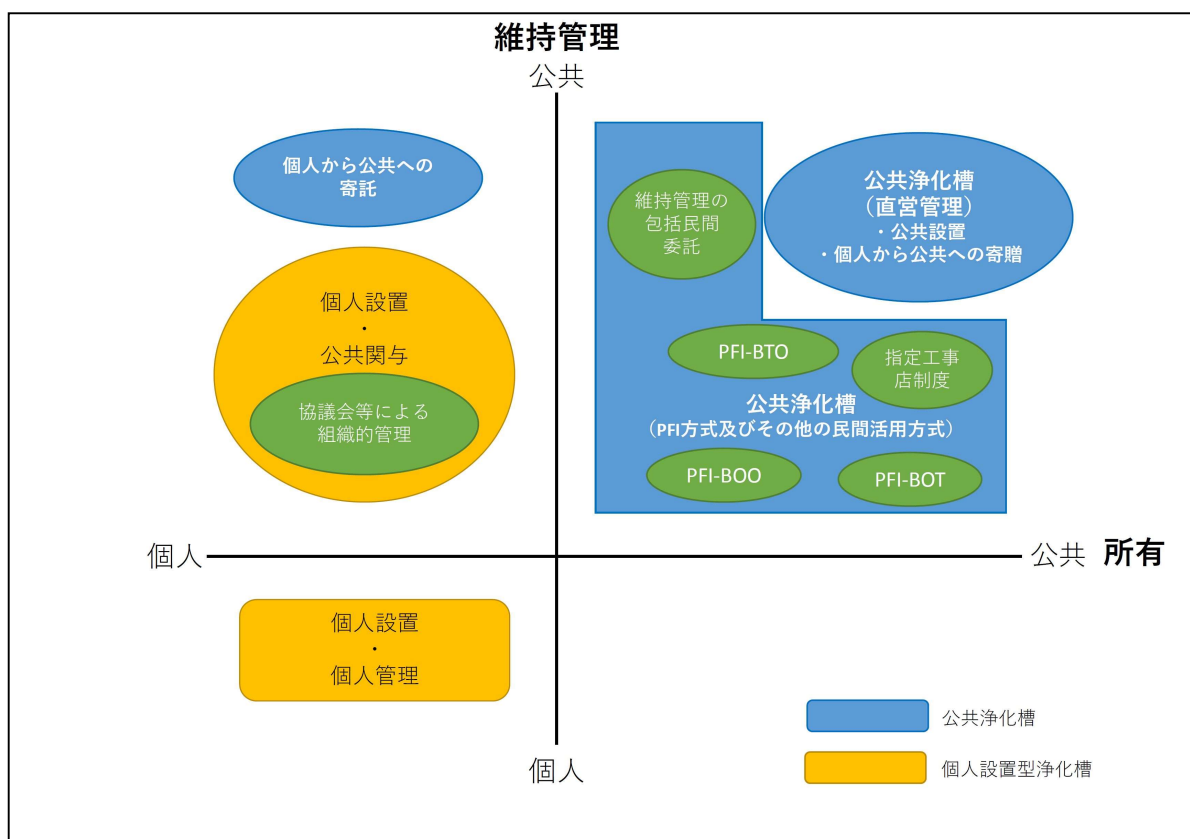 維持管理
公共
個人から公共への
寄託
維持管理の
包括民間
委託
公共浄化槽
（直営管理）
・公共設置
・個人から公共への寄贈
個人設置
・
公共関与
協議会等による
組織的管理
PFI-BTO
指定工事
店制度
公共浄化槽
（PFI方式及びその他の民間活用方式）
PFI-BOO
PFI-BOT
個人
公共
所有
個人設置
・
個人管理
個人
公共浄化槽
個人設置型浄化槽